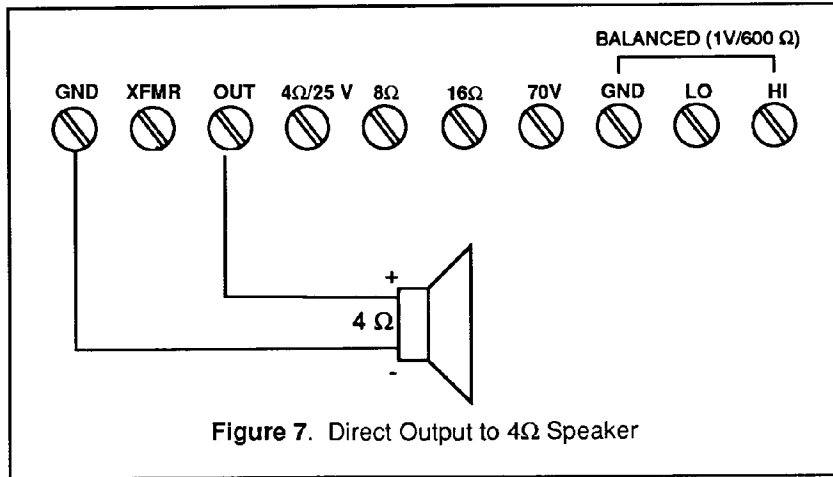 BALANCED (1V/600 Ω)
GND XFMR OUT 4Ω/25 V 8Ω 16Ω 70V GND LO HI
+
4 Ω
-
Figure 7. Direct Output to 4Ω Speaker